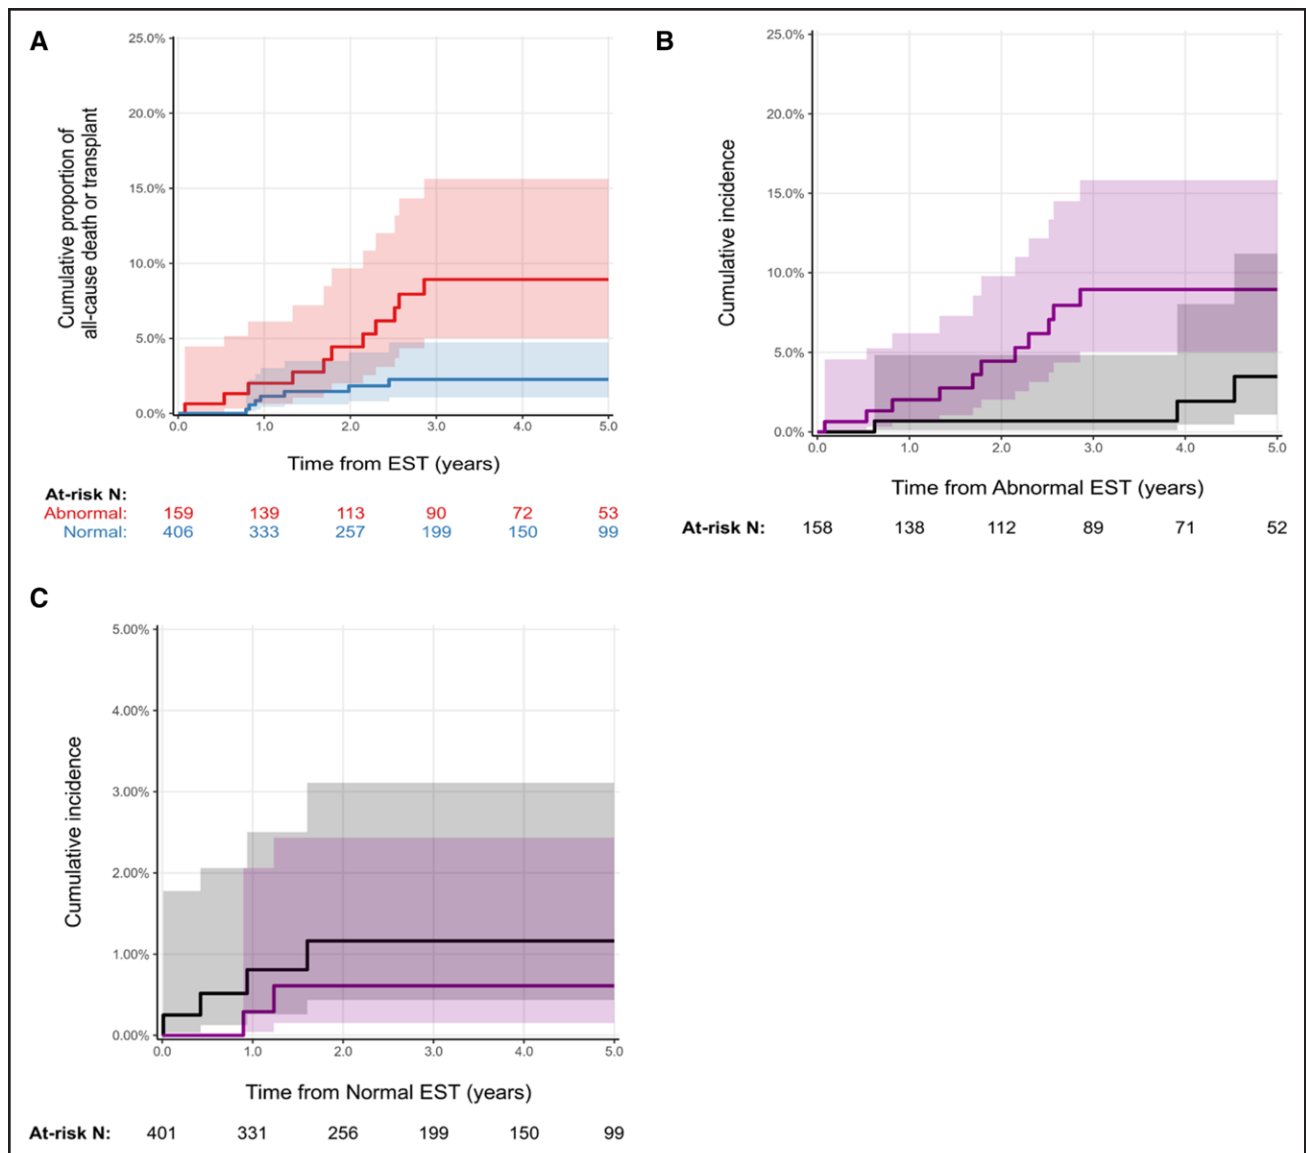 A
Cumulative proportion of
all-cause death or transplant
25.0%
20.0%
15.0%
10.0%
5.0%
0.0%
0.0 1.0 2.0 3.0 4.0 5.0
Time from EST (years)
At-risk N:
Abnormal: 159 139 113 90 72 53
Normal: 406 333 257 199 150 99
B
Cumulative incidence
25.0%
20.0%
15.0%
10.0%
5.0%
0.0%
0.0 1.0 2.0 3.0 4.0 5.0
Time from Abnormal EST (years)
At-risk N: 158 138 112 89 71 52
C
Cumulative incidence
5.00%
4.00%
3.00%
2.00%
1.00%
0.00%
0.0 1.0 2.0 3.0 4.0 5.0
Time from Normal EST (years)
At-risk N: 401 331 256 199 150 99